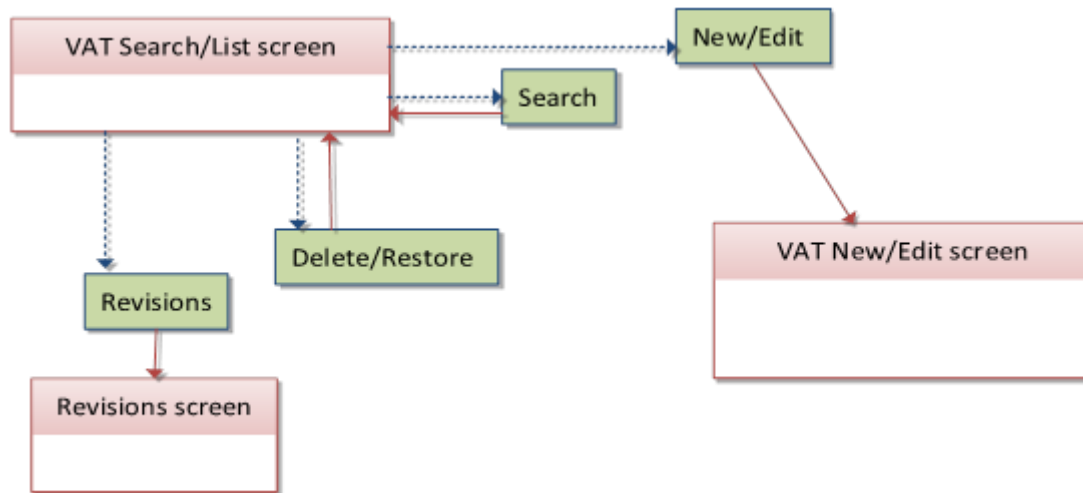 VAT Search/List screen
New/Edit
Search
Delete/Restore
VAT New/Edit screen
Revisions
Revisions screen